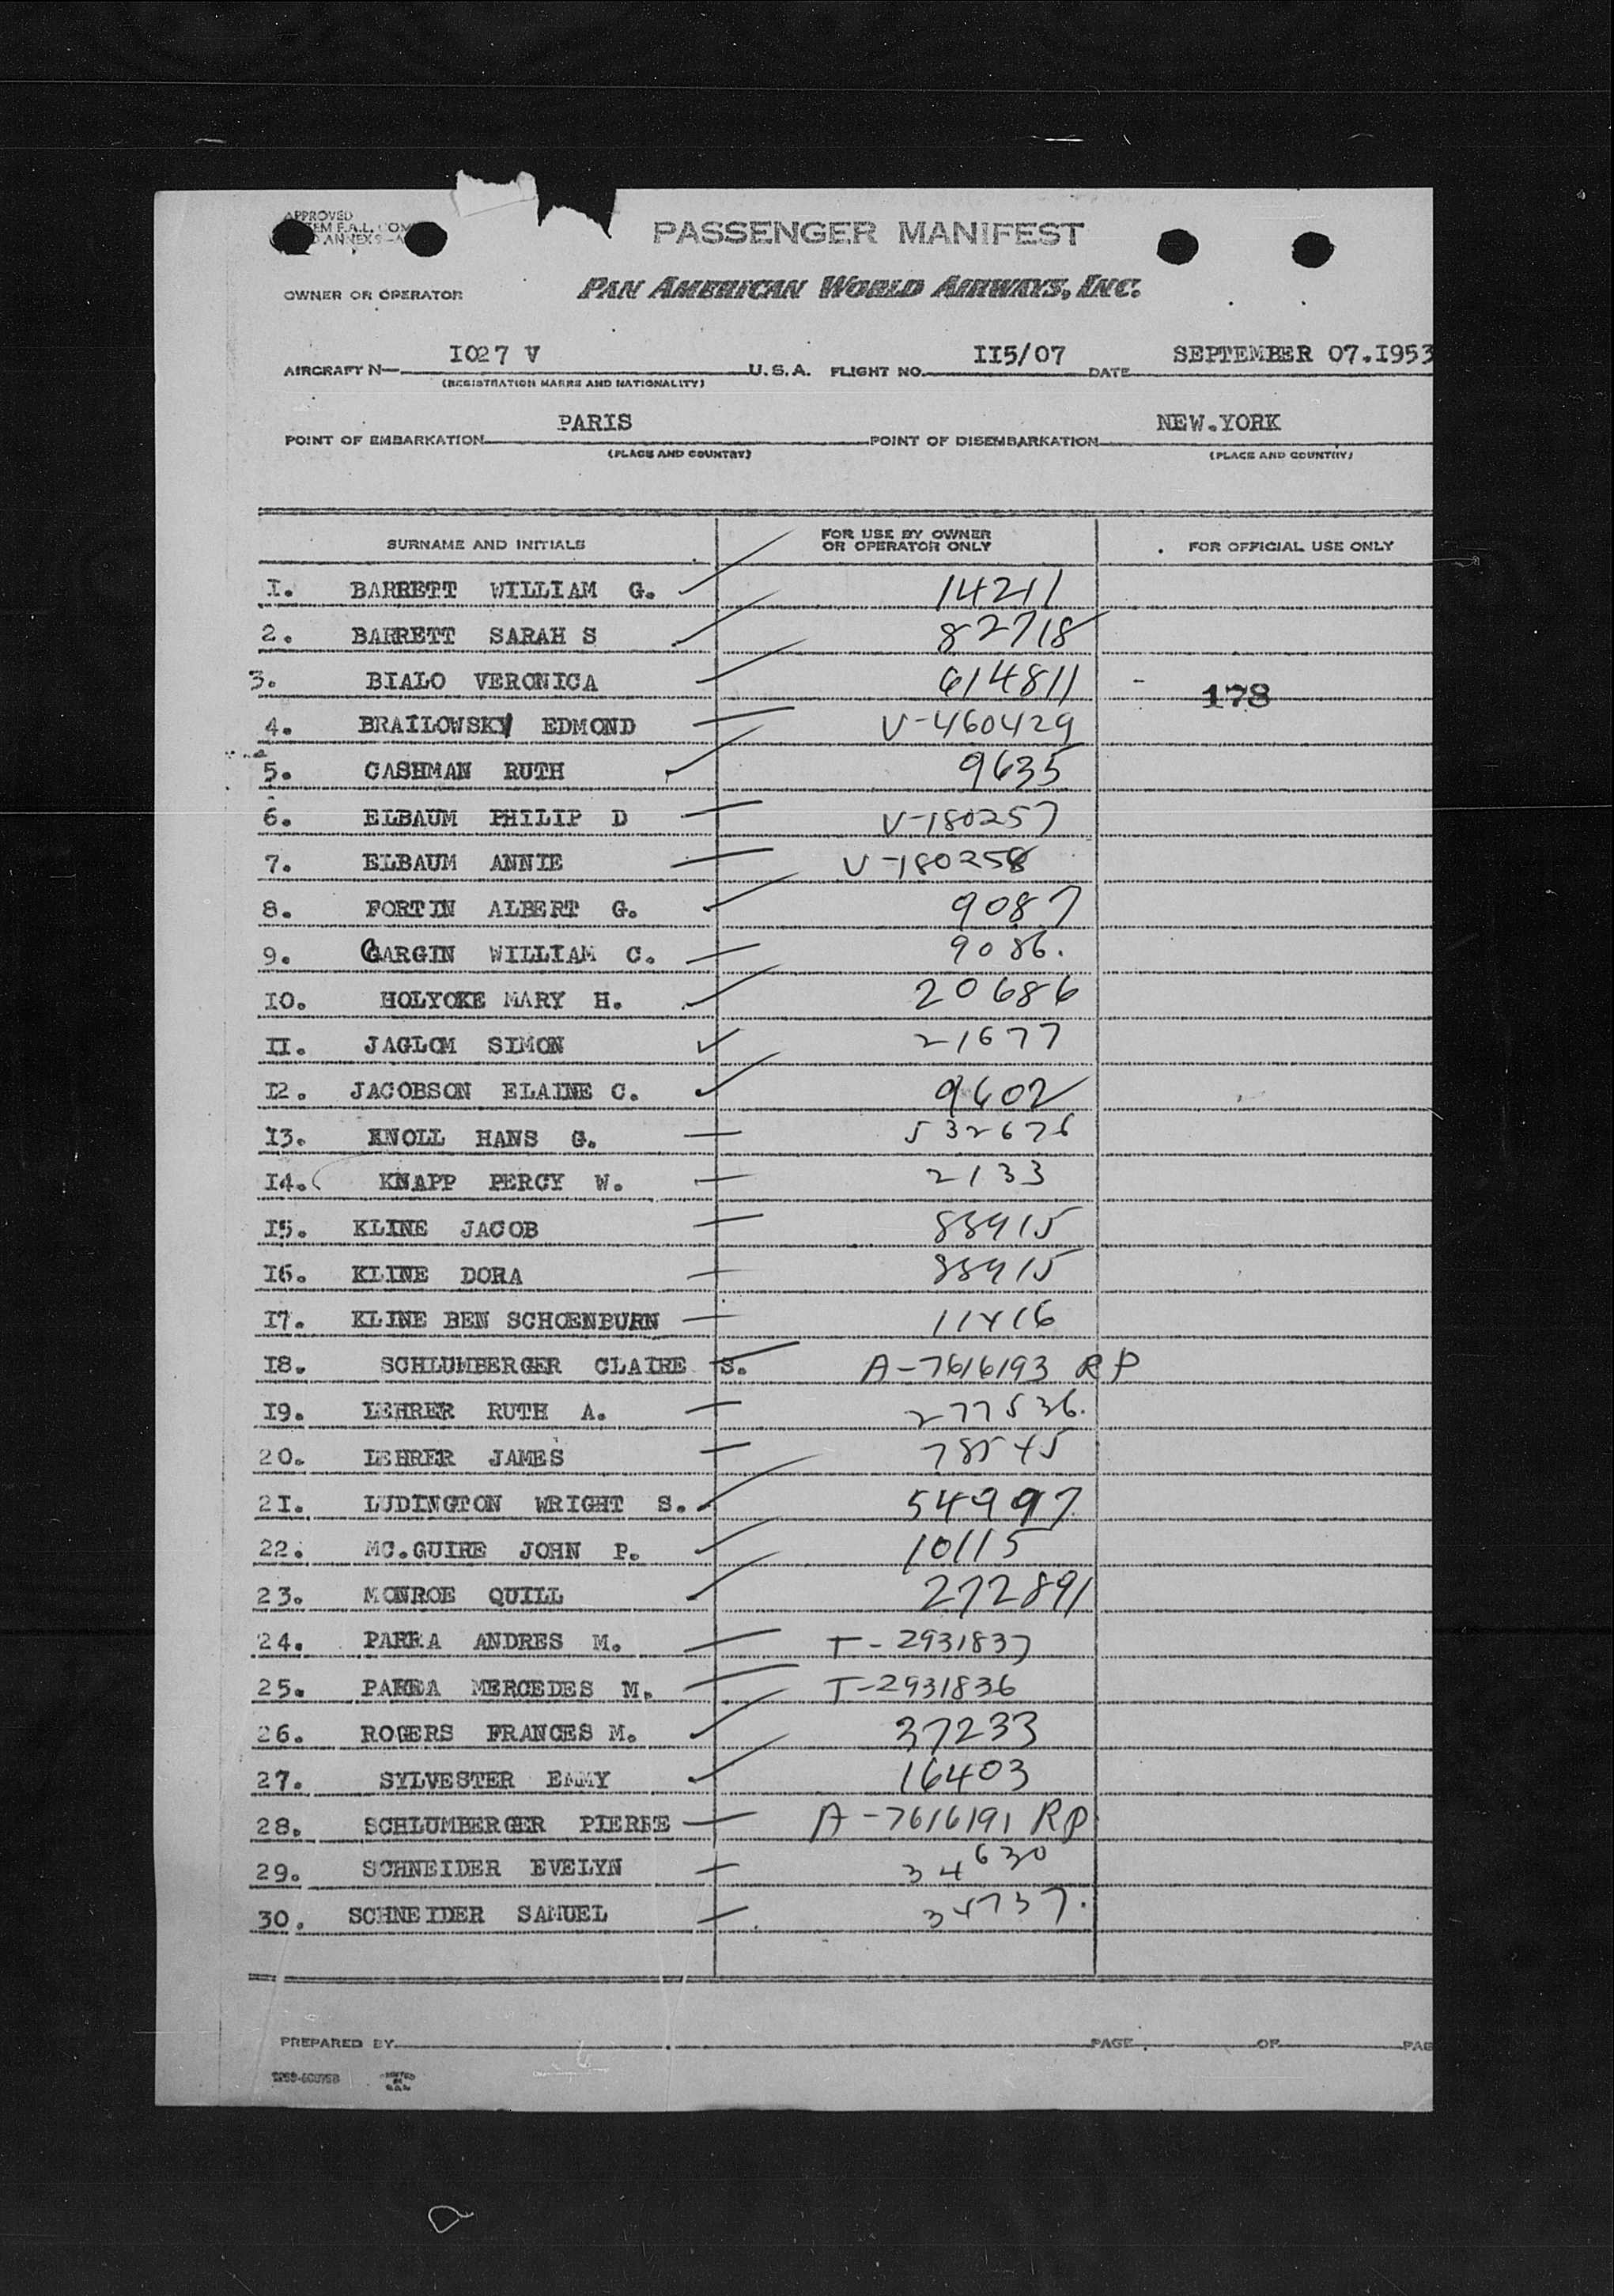 APPROVED
PASSENGER MANIFEST
OWNER OR OPERATOR PAN AMERICAN WORLD AIRWAYS, INC.
AIRCRAFT N— I027 V U.S.A. FLIGHT NO. II5/07 DATE SEPTEMBER 07.I953
(REGISTRATION MARKS AND NATIONALITY)
POINT OF EMBARKATION PARIS POINT OF DISEMBARKATION NEW.YORK
(PLACE AND COUNTRY) (PLACE AND COUNTRY)
SURNAME AND INITIALS FOR USE BY OWNER OR OPERATOR ONLY FOR OFFICIAL USE ONLY
I. BARRETT WILLIAM G. 14211
2. BARRETT SARAH S 82718
3. BIALO VERONICA 614811 178
4. BRAILOWSKY EDMOND V-460429
5. CASHMAN RUTH 9635
6. ELBAUM PHILIP D V-180257
7. ELBAUM ANNIE V-180258
8. FORTIN ALBERT G. 9087
9. GARGIN WILLIAM C. 9086.
I0. HOLYOKE MARY H. 20686
II. JAGLOM SIMON 21677
I2. JACOBSON ELAINE C. 9602
I3. KNOLL HANS G. 532676
I4. KNAPP PERCY W. 2133
I5. KLINE JACOB 88915
I6. KLINE DORA 88915
I7. KLINE BEN SCHOENBURN 11416
I8. SCHLUMBERGER CLAIRE S. A-7616193 RP
I9. LEHRER RUTH A. 277536.
20. LEHRER JAMES 78545
2I. LUDINGTON WRIGHT S. 54997
22. MC.GUIRE JOHN P. 10115
23. MONROE QUILL 272891
24. PARRA ANDRES M. T-2931837
25. PARRA MERCEDES M. T-2931836
26. ROGERS FRANCES M. 37233
27. SYLVESTER EMMY 16403
28. SCHLUMBERGER PIERRE A-7616191 RP
29. SCHNEIDER EVELYN 34630
30. SCHNEIDER SAMUEL 34737.
PREPARED BY PAGE OF PAG